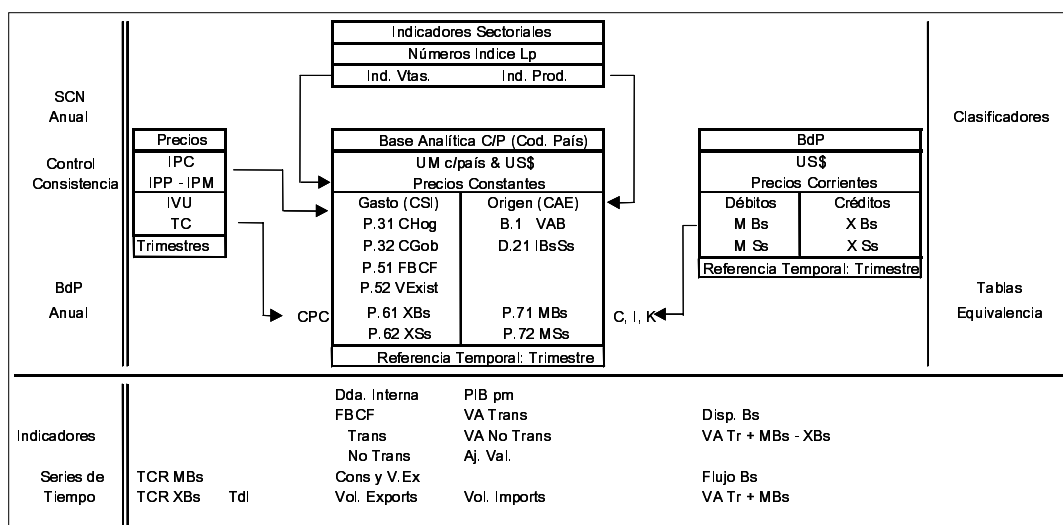 Indicadores Sectoriales
Números Indice Lp
Ind. Vtas. Ind. Prod.
SCN
Anual
Clasificadores
Control
Consistencia
Precios
IPC
IPP - IPM
IVU
TC
Trimestres
Base Analítica C/P (Cod. País)
UM c/país & US$
Precios Constantes
Gasto (CSI) Origen (CAE)
P.31 CHog B.1 VAB
P.32 CGob D.21 IBsSs
P.51 FBCF
P.52 VExist
P.61 XBs P.71 MBs
P.62 XSs P.72 MSs
Referencia Temporal: Trimestre
CPC
C, I, K
BdP
US$
Precios Corrientes
Débitos Créditos
M Bs X Bs
M Ss X Ss
Referencia Temporal: Trimestre
BdP
Anual
Tablas
Equivalencia
Dda. Interna PIB pm
FBCF VA Trans Disp. Bs
Indicadores Trans VA No Trans VA Tr + MBs - XBs
No Trans Aj. Val.
Series de TCR MBs Cons y V.Ex Flujo Bs
Tiempo TCR XBs TdI Vol. Exports Vol. Imports VA Tr + MBs